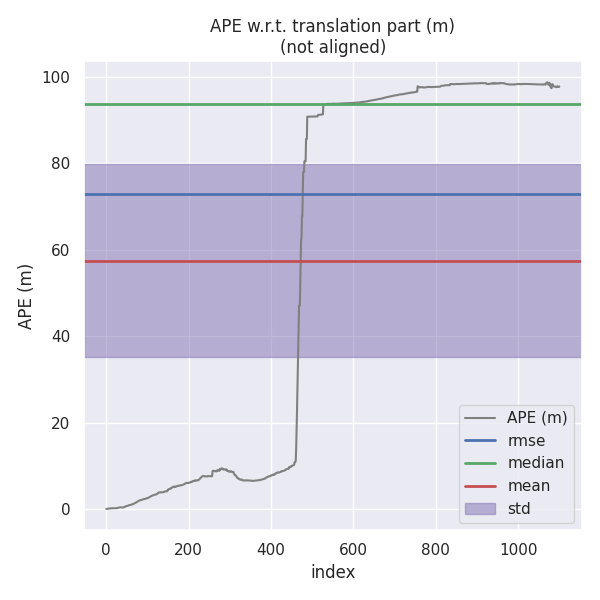 APE w.r.t. translation part (m)
(not aligned)
100
80
60
40
20
0
APE (m)
0 200 400 600 800 1000
index
APE (m)
rmse
median
mean
std